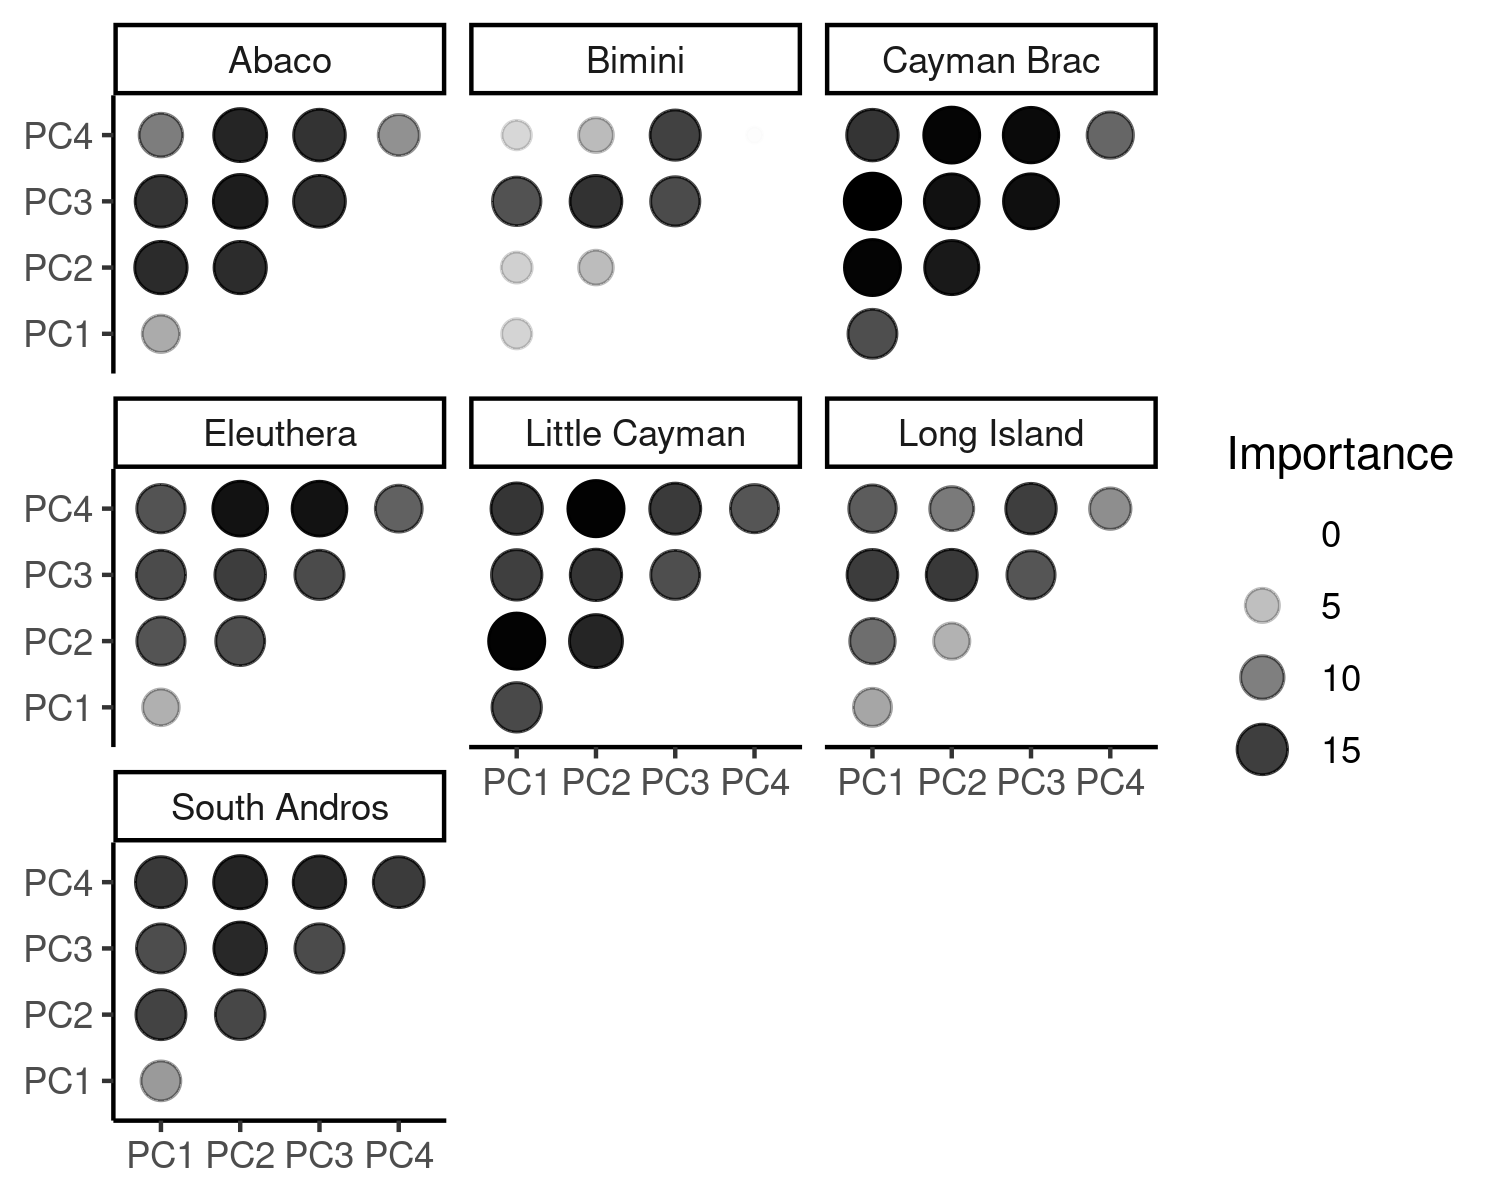 Abaco
Bimini
Cayman Brac
PC4
PC3
PC2
PC1
Eleuthera
Little Cayman
Long Island
PC4
PC3
PC2
PC1
PC1 PC2 PC3 PC4
PC1 PC2 PC3 PC4
South Andros
PC4
PC3
PC2
PC1
PC1 PC2 PC3 PC4
Importance
0
5
10
15